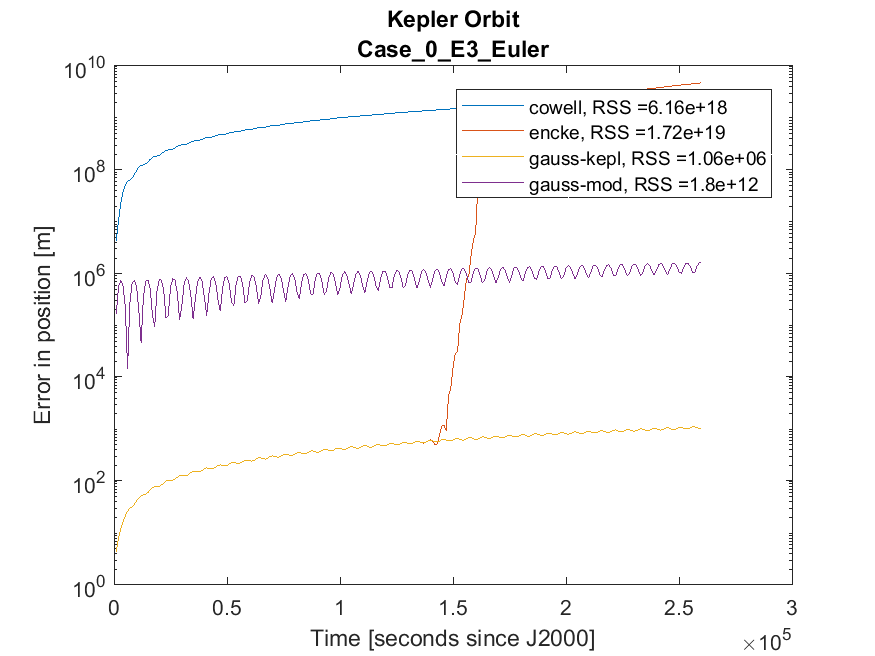 Kepler Orbit
Case_0_E3_Euler
10^10
10^8
10^6
10^4
10^2
10^0
Error in position [m]
cowell, RSS =6.16e+18
encke, RSS =1.72e+19
gauss-kepl, RSS =1.06e+06
gauss-mod, RSS =1.8e+12
0 0.5 1 1.5 2 2.5 3
Time [seconds since J2000]
×10^5